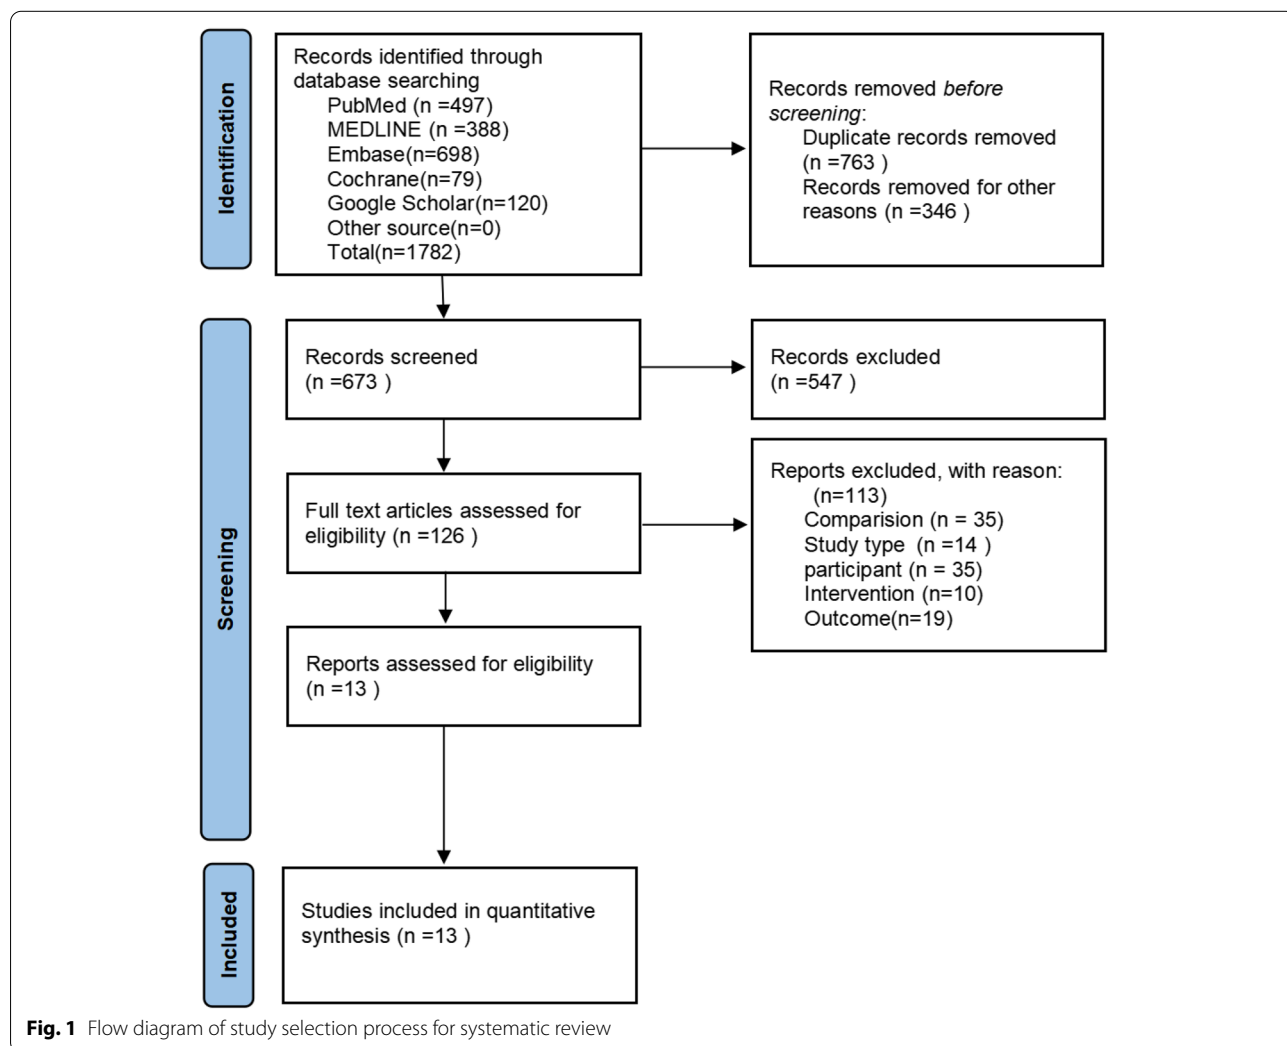 Identification
Records identified through
database searching
PubMed (n =497)
MEDLINE (n =388)
Embase(n=698)
Cochrane(n=79)
Google Scholar(n=120)
Other source(n=0)
Total(n=1782)
Records removed before
screening:
Duplicate records removed
(n =763 )
Records removed for other
reasons (n =346 )
Screening
Records screened
(n =673 )
Records excluded
(n =547 )
Full text articles assessed for
eligibility (n =126 )
Reports excluded, with reason:
(n=113)
Comparision (n = 35)
Study type (n =14 )
participant (n = 35)
Intervention (n=10)
Outcome(n=19)
Reports assessed for eligibility
(n =13 )
Included
Studies included in quantitative
synthesis (n =13 )
Fig. 1 Flow diagram of study selection process for systematic review